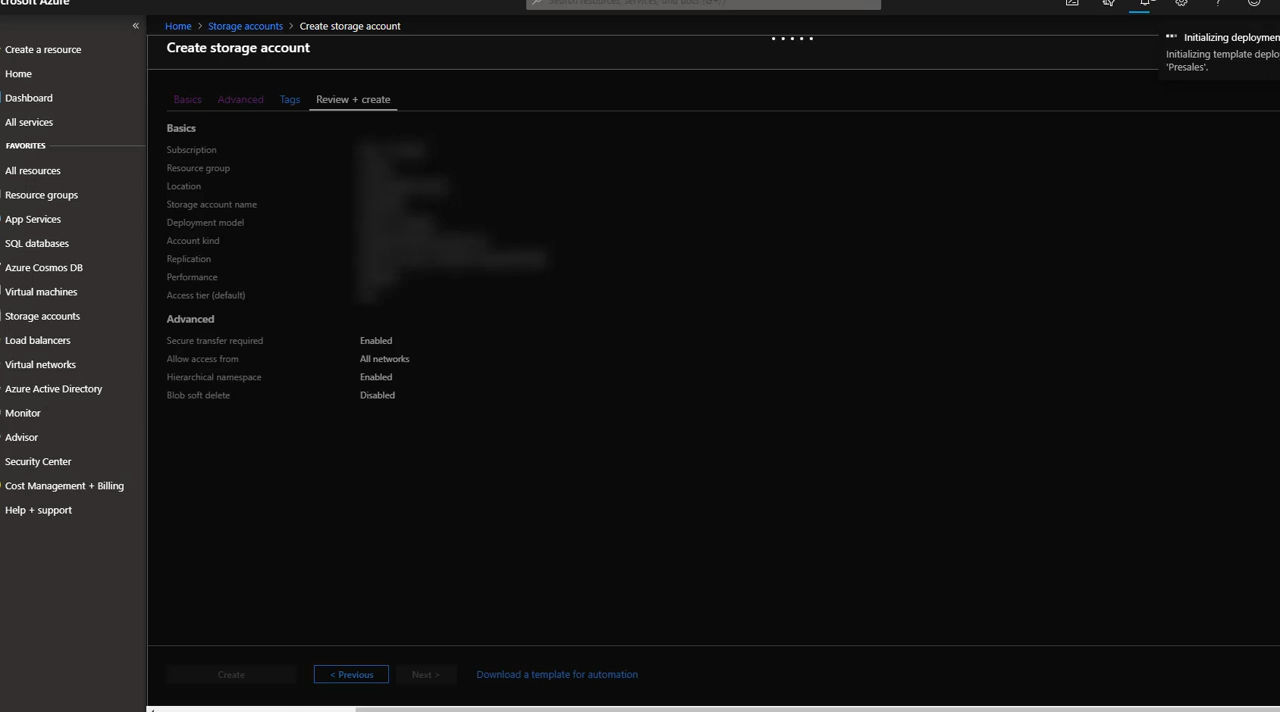 crosoft Azure
Search resources, services, and docs (G+/)
«
Home > Storage accounts > Create storage account
Create storage account
Initializing deploymen
Initializing template deplo
'Presales'.
Create a resource
Home
Dashboard
All services
FAVORITES
All resources
Resource groups
App Services
SQL databases
Azure Cosmos DB
Virtual machines
Storage accounts
Load balancers
Virtual networks
Azure Active Directory
Monitor
Advisor
Security Center
Cost Management + Billing
Help + support
Basics Advanced Tags Review + create
Basics
Subscription
Resource group
Location
Storage account name
Deployment model
Account kind
Replication
Performance
Access tier (default)
Advanced
Secure transfer required Enabled
Allow access from All networks
Hierarchical namespace Enabled
Blob soft delete Disabled
Create < Previous Next > Download a template for automation